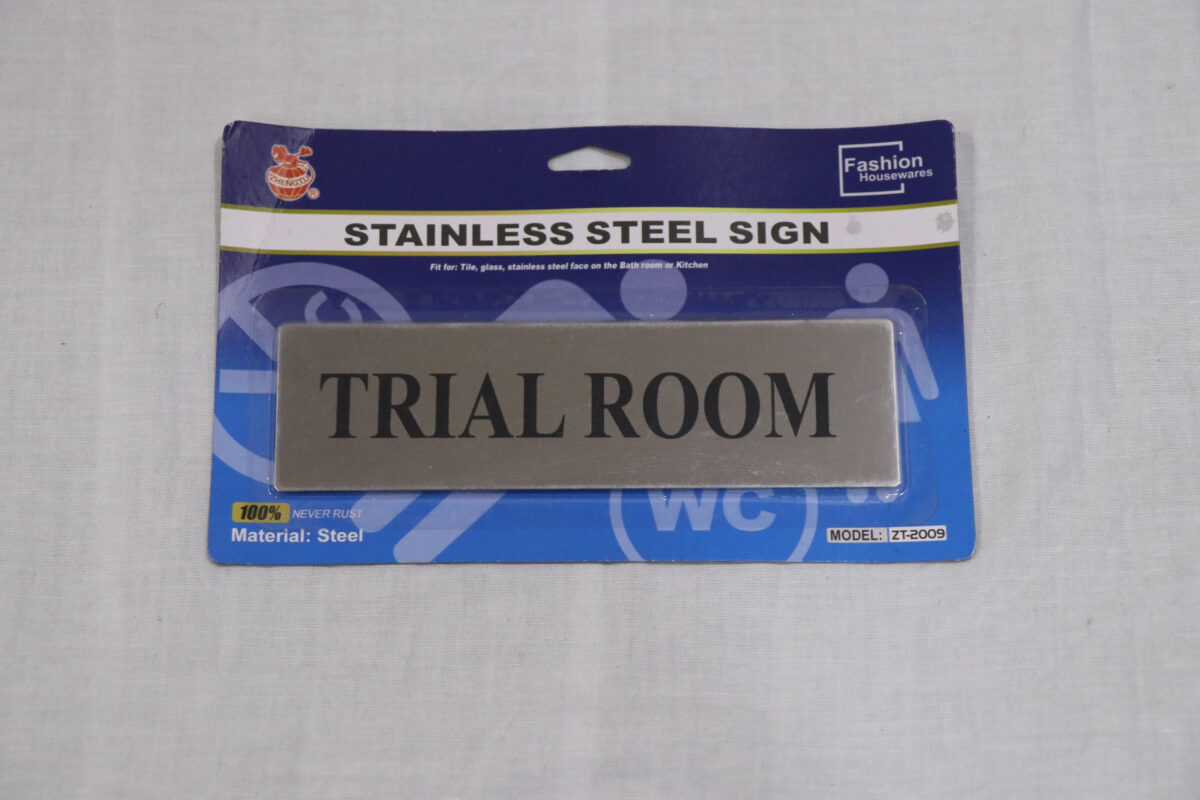 ZHENGTU
®
Fashion
Housewares
STAINLESS STEEL SIGN
Fit for: Tile, glass, stainless steel face on the Bath room or Kitchen
TRIAL ROOM
WC
100% NEVER RUST
Material: Steel
MODEL: ZT-2009